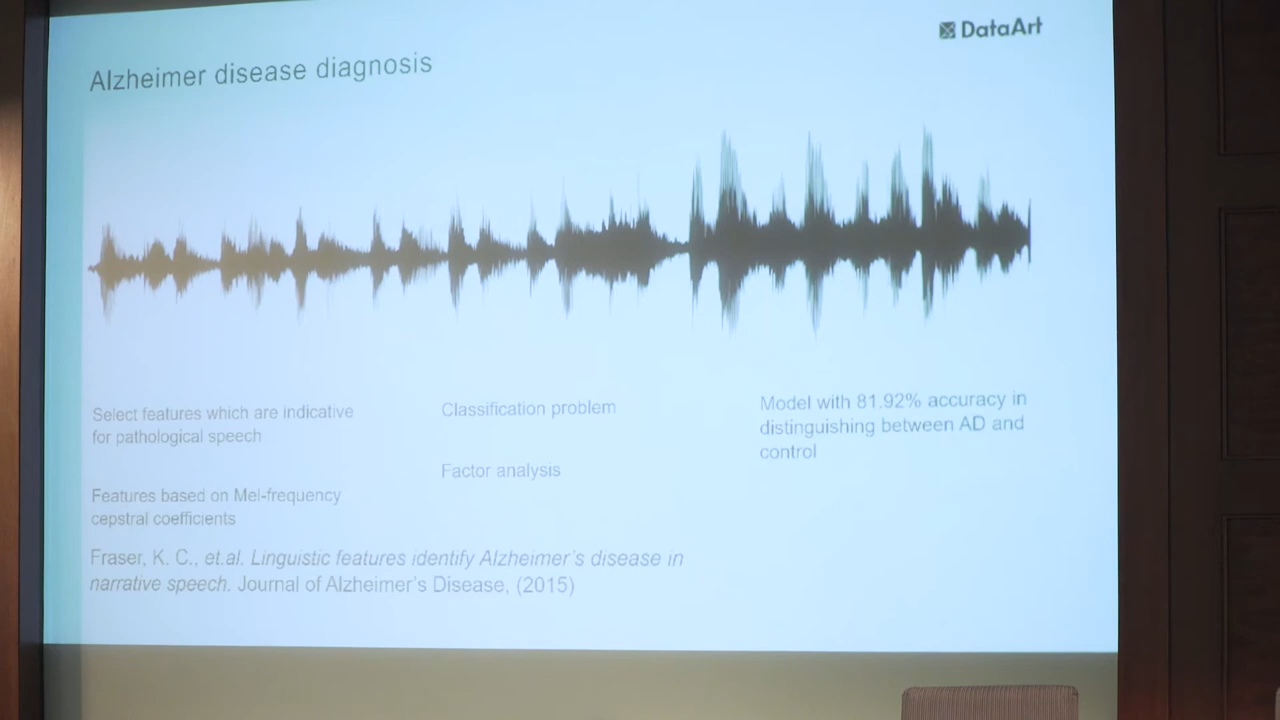 DataArt
Alzheimer disease diagnosis
Select features which are indicative
for pathological speech
Features based on Mel-frequency
cepstral coefficients
Classification problem
Factor analysis
Model with 81.92% accuracy in
distinguishing between AD and
control
Fraser, K. C., et.al. Linguistic features identify Alzheimer's disease in
narrative speech. Journal of Alzheimer's Disease, (2015)